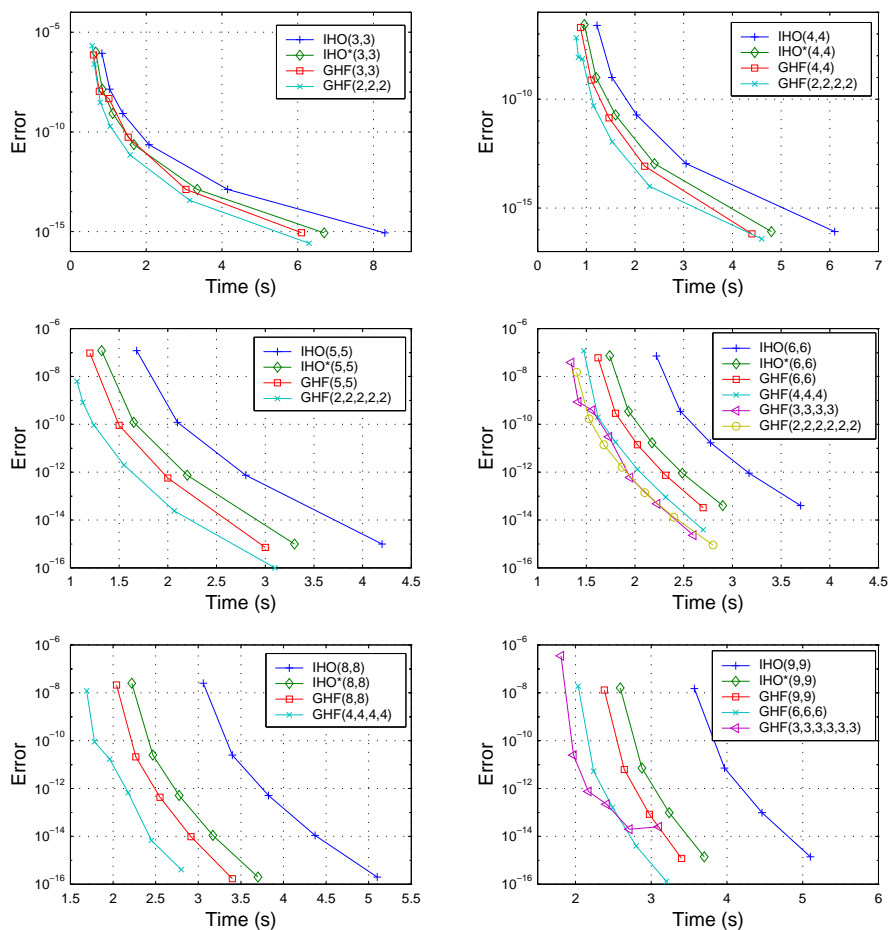 10^-5
10^-10
10^-15
Error
0 2 4 6 8
Time (s)
IHO(3,3)
IHO*(3,3)
GHF(3,3)
GHF(2,2,2)
10^-10
10^-15
Error
0 1 2 3 4 5 6 7
Time (s)
IHO(4,4)
IHO*(4,4)
GHF(4,4)
GHF(2,2,2,2)
10^-6
10^-8
10^-10
10^-12
10^-14
10^-16
Error
1 1.5 2 2.5 3 3.5 4 4.5
Time (s)
IHO(5,5)
IHO*(5,5)
GHF(5,5)
GHF(2,2,2,2,2)
10^-6
10^-8
10^-10
10^-12
10^-14
10^-16
Error
1 1.5 2 2.5 3 3.5 4 4.5
Time (s)
IHO(6,6)
IHO*(6,6)
GHF(6,6)
GHF(4,4,4)
GHF(3,3,3,3)
GHF(2,2,2,2,2,2)
10^-6
10^-8
10^-10
10^-12
10^-14
10^-16
Error
1.5 2 2.5 3 3.5 4 4.5 5 5.5
Time (s)
IHO(8,8)
IHO*(8,8)
GHF(8,8)
GHF(4,4,4,4)
10^-6
10^-8
10^-10
10^-12
10^-14
10^-16
Error
2 3 4 5 6
Time (s)
IHO(9,9)
IHO*(9,9)
GHF(9,9)
GHF(6,6,6)
GHF(3,3,3,3,3,3)